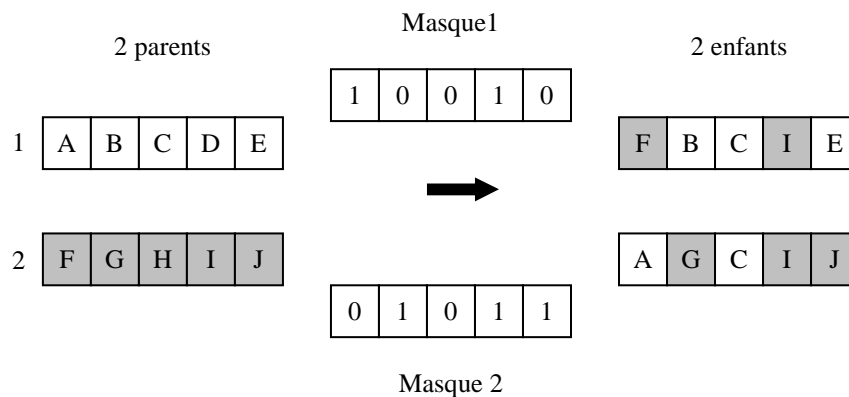 Masque1
2 parents
2 enfants
1 0 0 1 0
1 A B C D E
F B C I E
2 F G H I J
A G C I J
0 1 0 1 1
Masque 2